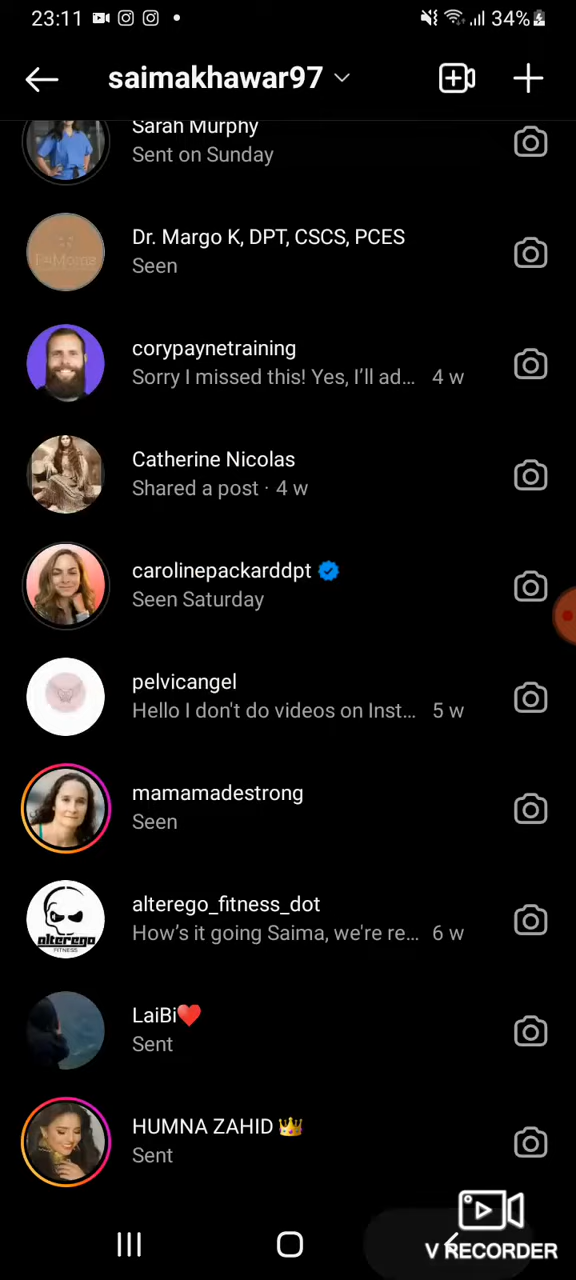 23:11
34%
saimakhawar97
Sarah Murphy
Sent on Sunday
Dr. Margo K, DPT, CSCS, PCES
Seen
corypaynetraining
Sorry I missed this! Yes, I'll ad... 4 w
Catherine Nicolas
Shared a post · 4 w
carolinepackarddpt
Seen Saturday
pelvicangel
Hello I don't do videos on Inst... 5 w
mamamadestrong
Seen
alterego_fitness_dot
How's it going Saima, we're re... 6 w
alterego
FITNESS
LaiBi❤️
Sent
HUMNA ZAHID 👑
Sent
V RECORDER